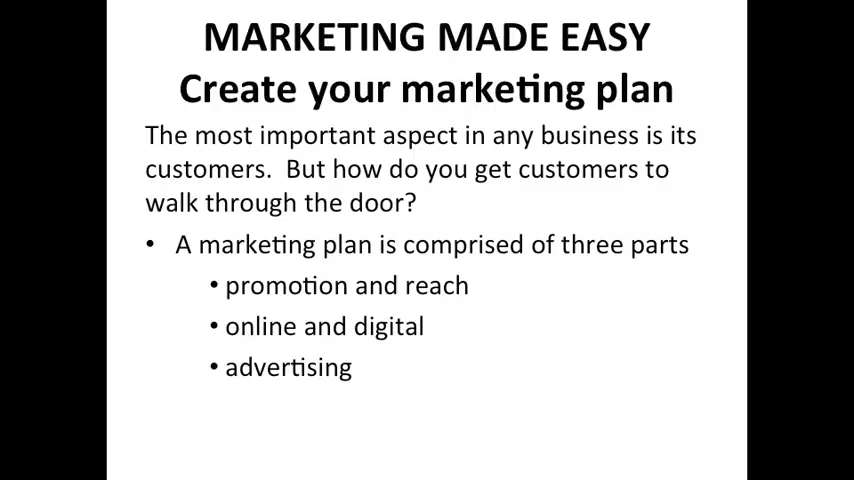 MARKETING MADE EASY
Create your marketing plan
The most important aspect in any business is its
customers.  But how do you get customers to
walk through the door?
• A marketing plan is comprised of three parts
• promotion and reach
• online and digital
• advertising